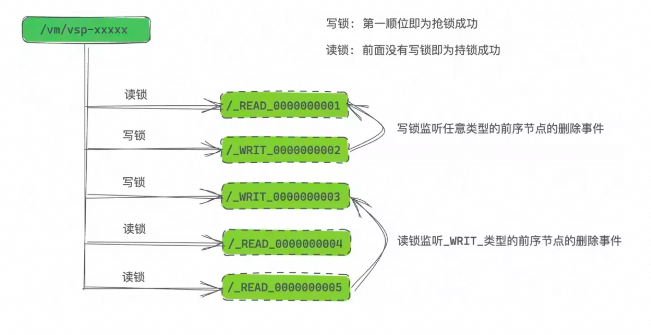 /vm/vsp-xxxxx
写锁: 第一顺位即为抢锁成功
读锁: 前面没有写锁即为持锁成功
读锁
/_READ_0000000001
写锁监听任意类型的前序节点的删除事件
写锁
/_WRIT_0000000002
写锁
/_WRIT_0000000003
读锁
/_READ_0000000004
读锁监听_WRIT_类型的前序节点的删除事件
读锁
/_READ_0000000005